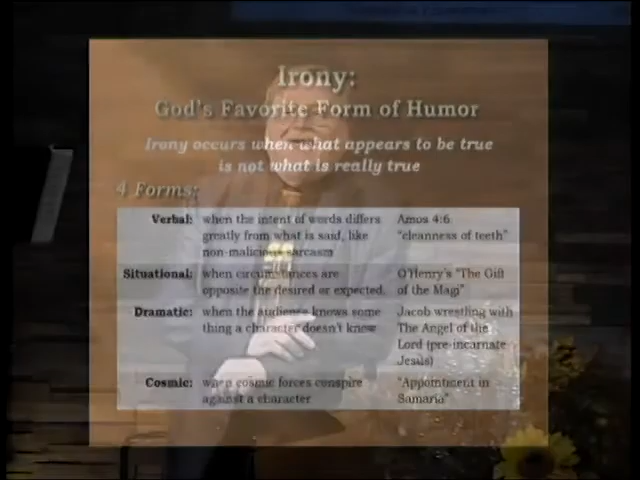 Irony:
God's Favorite Form of Humor
Irony occurs when what appears to be true
is not what is really true
4 Forms:
Verbal: when the intent of words differs greatly from what is said, like non-malicious sarcasm Amos 4:6 "cleanness of teeth"
Situational: when circumstances are opposite the desired or expected. O'Henry's "The Gift of the Magi"
Dramatic: when the audience knows some thing a character doesn't know Jacob wrestling with The Angel of the Lord (pre-incarnate Jesus)
Cosmic: when cosmic forces conspire against a character "Appointment in Samaria"